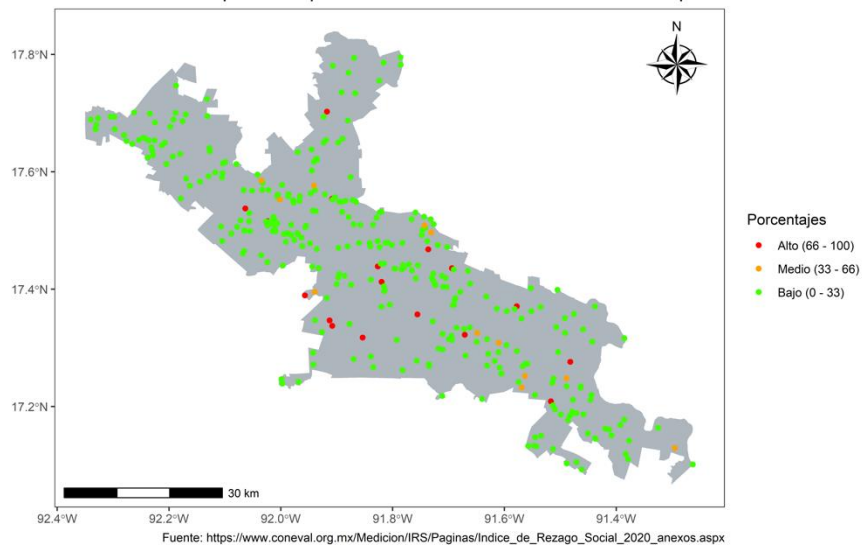 N
17.8°N
17.6°N
17.4°N
17.2°N
Porcentajes
Alto (66 - 100)
Medio (33 - 66)
Bajo (0 - 33)
30 km
92.4°W
92.2°W
92.0°W
91.8°W
91.6°W
91.4°W
Fuente: https://www.coneval.org.mx/Medicion/IRS/Paginas/Indice_de_Rezago_Social_2020_anexos.aspx